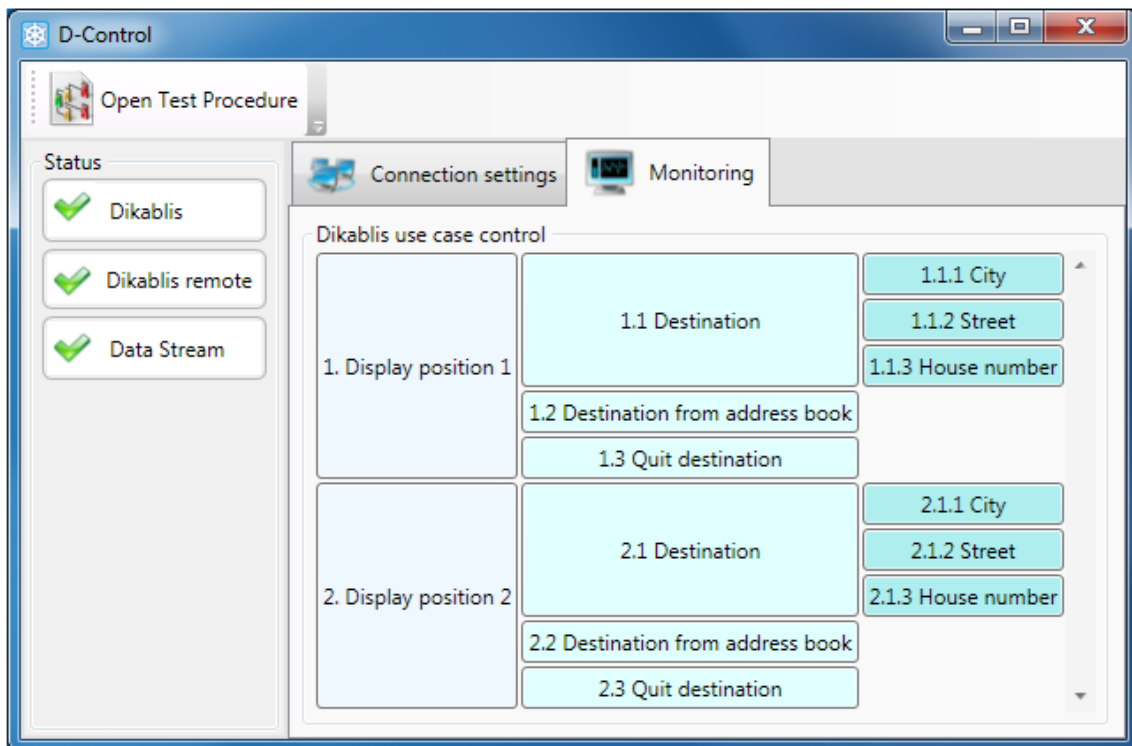 D-Control
Open Test Procedure
Status
Dikablis
Dikablis remote
Data Stream
Connection settings
Monitoring
Dikablis use case control
1. Display position 1
1.1 Destination
1.1.1 City
1.1.2 Street
1.1.3 House number
1.2 Destination from address book
1.3 Quit destination
2. Display position 2
2.1 Destination
2.1.1 City
2.1.2 Street
2.1.3 House number
2.2 Destination from address book
2.3 Quit destination